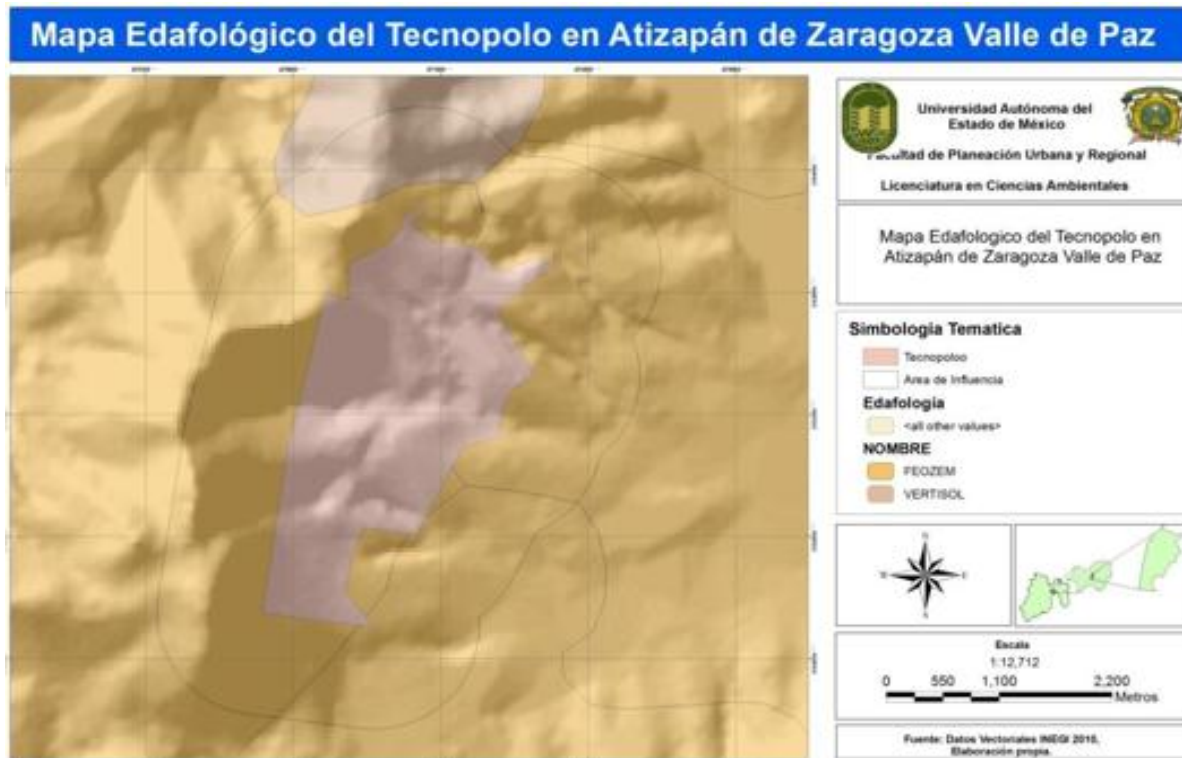 Mapa Edafológico del Tecnopolo en Atizapán de Zaragoza Valle de Paz
Universidad Autónoma del
Estado de México
Facultad de Planeación Urbana y Regional
Licenciatura en Ciencias Ambientales
Mapa Edafologico del Tecnopolo en
Atizapán de Zaragoza Valle de Paz
Simbologia Tematica
Tecnopoloo
Area de Influencia
Edafología
<all other values>
NOMBRE
FEOZEM
VERTISOL
N
W
E
S
Escala
1:12,712
0 550 1,100 2,200
Metros
Fuente: Datos Vectoriales INEGI 2010,
Elaboración propia.